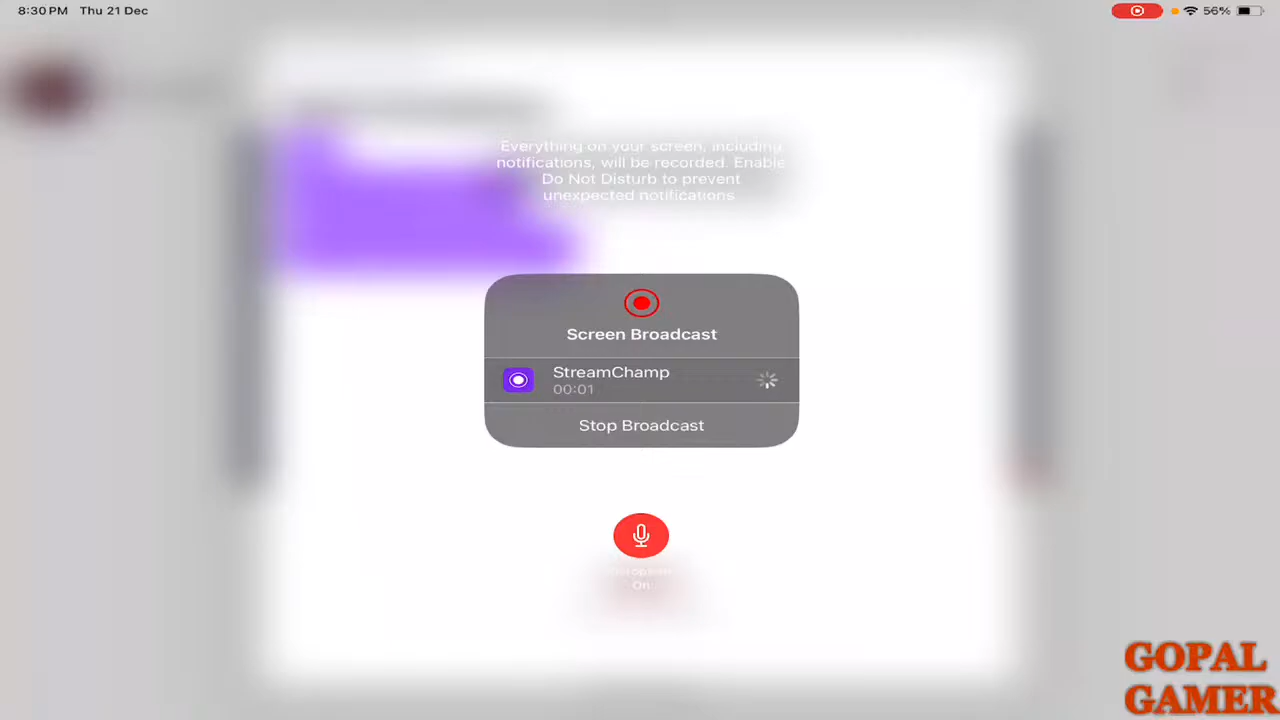 8:30 PM Thu 21 Dec
56%
Everything on your screen, including
notifications, will be recorded. Enable
Do Not Disturb to prevent
unexpected notifications
Screen Broadcast
StreamChamp
00:01
Stop Broadcast
On
GOPAL
GAMER